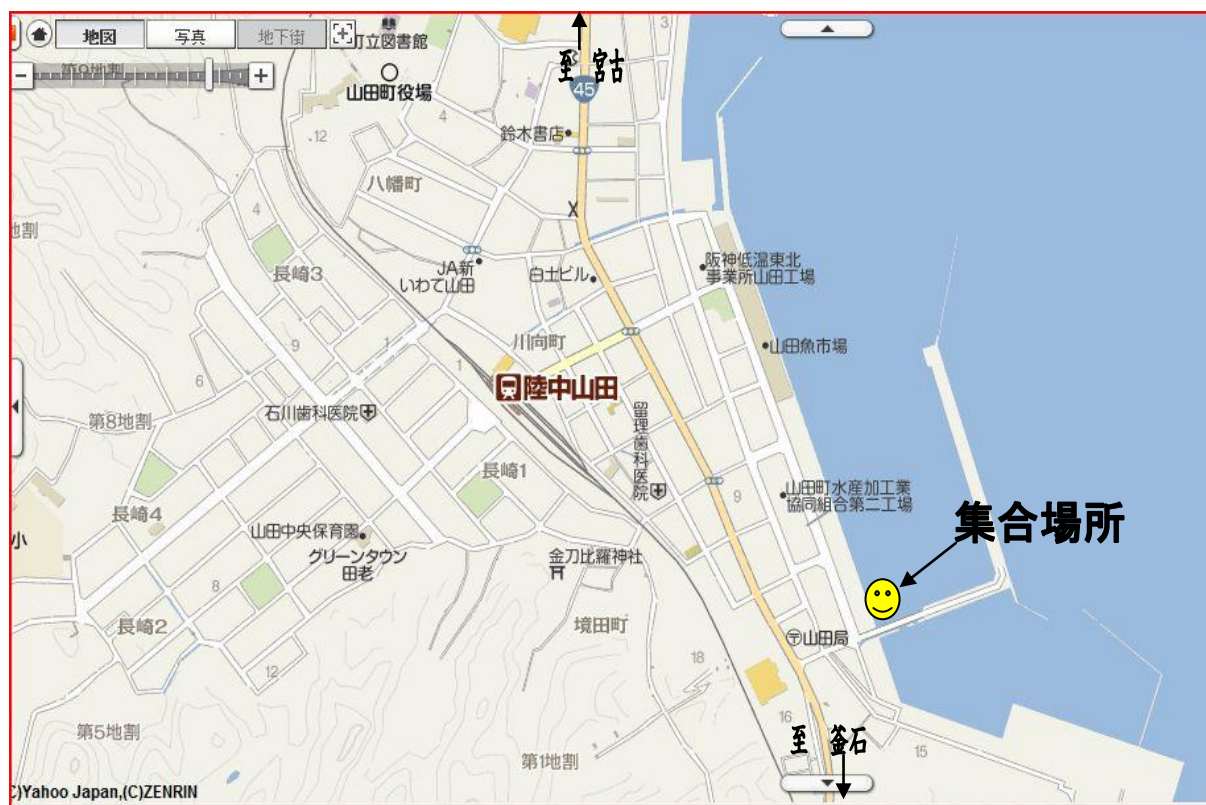 地図
写真
地下街
町立図書館
至 宮古
3
45
山田町役場
12
4
鈴木書店
八幡町
4
地割
長崎3
JA新
いわて山田
白土ビル
阪神低温東北
事業所山田工場
川向町
山田魚市場
9
1
1
6
陸中山田
第8地割
石川歯科医院
留理歯科医院
長崎1
9
山田町水産加工業
協同組合第二工場
長崎4
集合場所
小
山田中央保育園
グリーンタウン
田老
金刀比羅神社
8
長崎2
境田町
山田局
18
12
16
第5地割
至 釜石
第1地割
15
C)Yahoo Japan,(C)ZENRIN